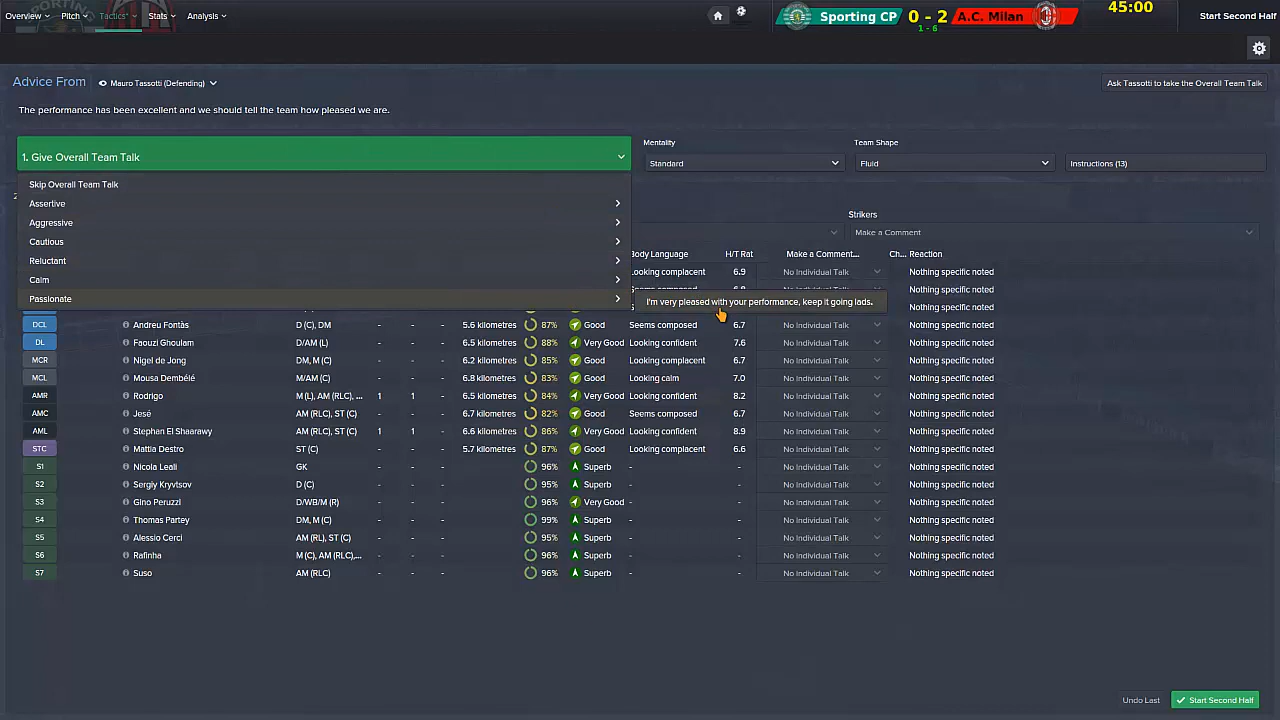 Overview Pitch Tactics Stats Analysis
Sporting CP 0 - 2 A.C. Milan 45:00 Start Second Half
1 - 6
Advice From Mauro Tassotti (Defending) Ask Tassotti to take the Overall Team Talk
The performance has been excellent and we should tell the team how pleased we are.
Mentality Team Shape
1. Give Overall Team Talk Standard Fluid Instructions (13)
Skip Overall Team Talk
Assertive
Aggressive
Cautious
Reluctant
Calm
Passionate
I'm very pleased with your performance, keep it going lads.
Strikers
Make a Comment
Body Language H/T Rat Make a Comment... Ch... Reaction
Looking complacent 6.9 No Individual Talk Nothing specific noted
No Individual Talk Nothing specific noted
Nothing specific noted
DCL Andreu Fontàs D (C), DM - - - 5.6 kilometres 87% Good Seems composed 6.7 No Individual Talk Nothing specific noted
DL Faouzi Ghoulam D/AM (L) - - - 6.5 kilometres 88% Very Good Looking confident 7.6 No Individual Talk Nothing specific noted
MCR Nigel de Jong DM, M (C) - - - 6.2 kilometres 85% Good Looking complacent 6.7 No Individual Talk Nothing specific noted
MCL Mousa Dembélé M/AM (C) - - - 6.8 kilometres 83% Good Looking calm 7.0 No Individual Talk Nothing specific noted
AMR Rodrigo M (L), AM (RLC), ... 1 1 - 6.5 kilometres 84% Very Good Looking confident 8.2 No Individual Talk Nothing specific noted
AMC Jesé AM (RLC), ST (C) - - - 6.7 kilometres 82% Good Seems composed 6.7 No Individual Talk Nothing specific noted
AML Stephan El Shaarawy AM (RL), ST (C) 1 1 - 6.6 kilometres 86% Very Good Looking confident 8.9 No Individual Talk Nothing specific noted
STC Mattia Destro ST (C) - - - 5.7 kilometres 87% Good Looking complacent 6.6 No Individual Talk Nothing specific noted
S1 Nicola Leali GK - - - 96% Superb - - No Individual Talk Nothing specific noted
S2 Sergiy Kryvtsov D (C) - - - 95% Superb - - No Individual Talk Nothing specific noted
S3 Gino Peruzzi D/WB/M (R) - - - 96% Very Good - - No Individual Talk Nothing specific noted
S4 Thomas Partey DM, M (C) - - - 99% Superb - - No Individual Talk Nothing specific noted
S5 Alessio Cerci AM (RL), ST (C) - - - 95% Superb - - No Individual Talk Nothing specific noted
S6 Rafinha M (C), AM (RLC),... - - - 96% Superb - - No Individual Talk Nothing specific noted
S7 Suso AM (RLC) - - - 96% Superb - - No Individual Talk Nothing specific noted
Undo Last Start Second Half